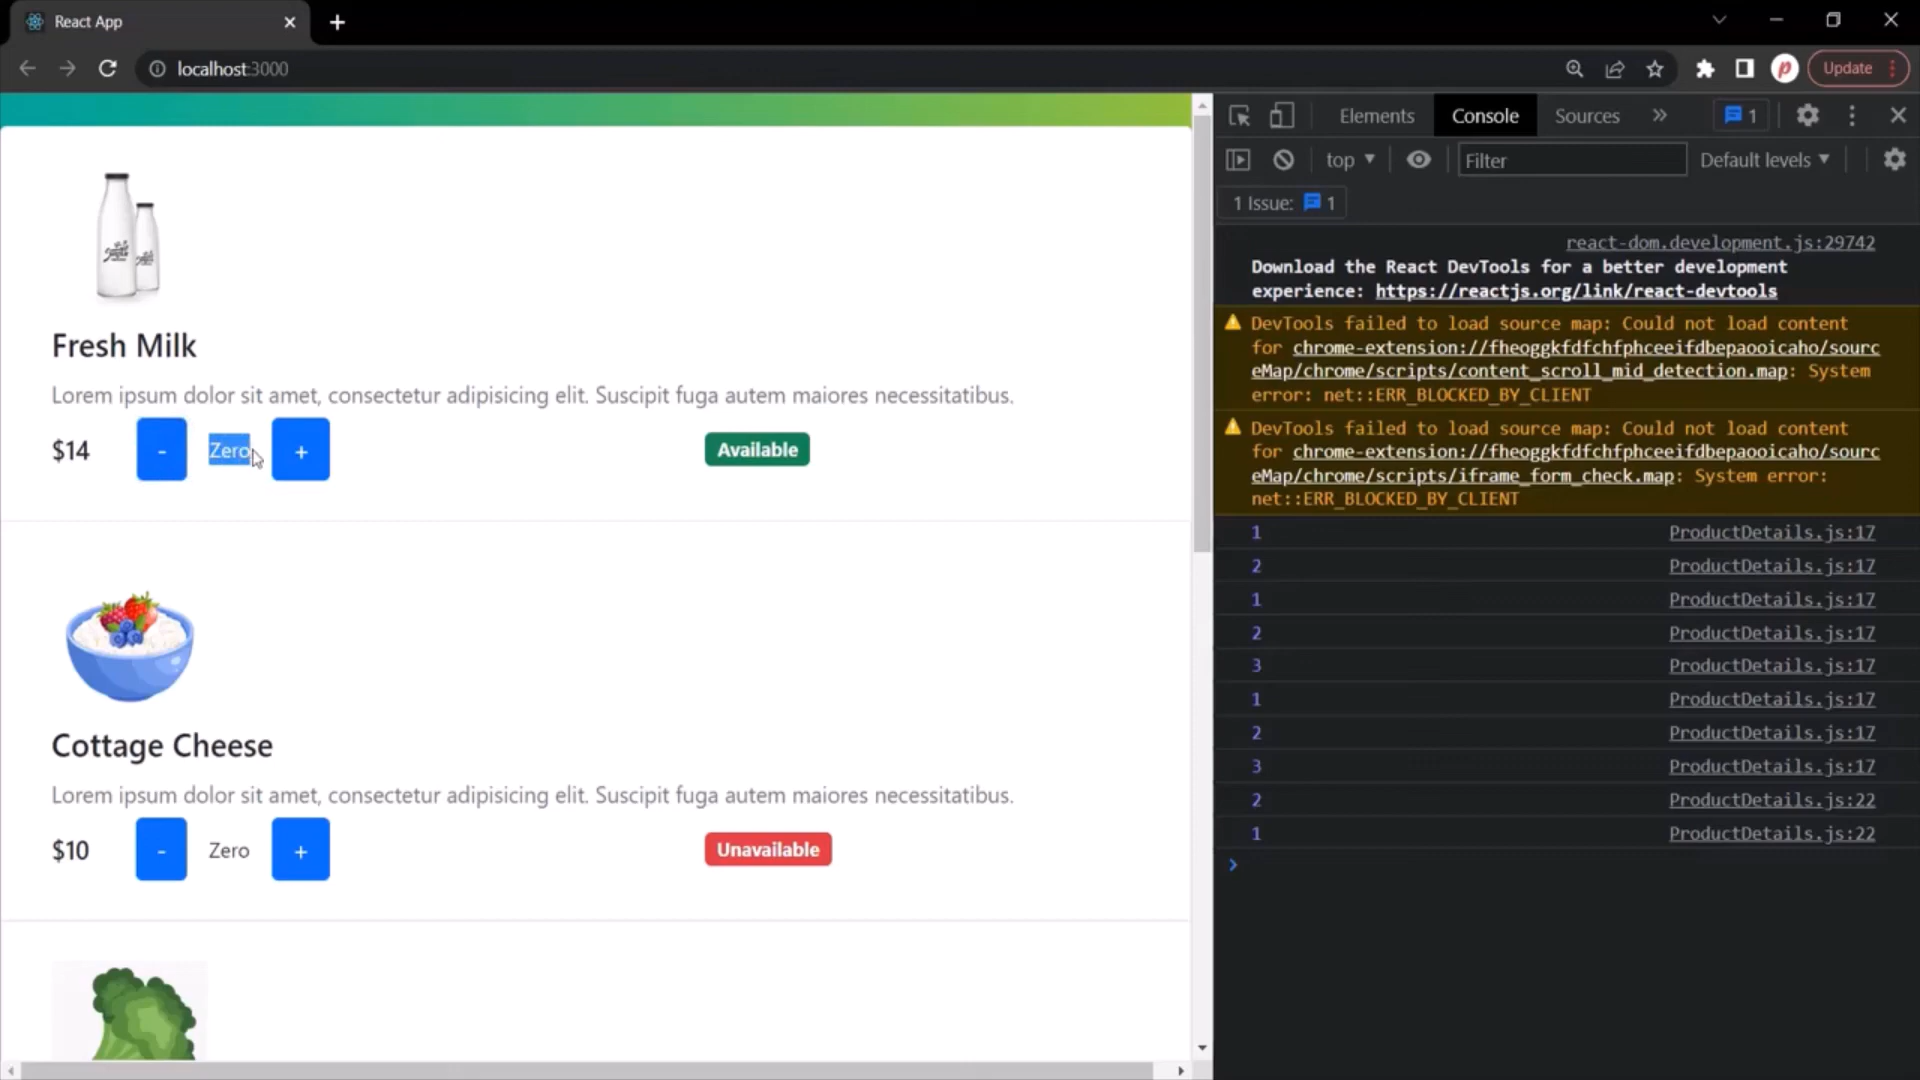 React App
localhost:3000
Update
Fresh Milk
Lorem ipsum dolor sit amet, consectetur adipisicing elit. Suscipit fuga autem maiores necessitatibus.
$14
-
Zero
+
Available
Cottage Cheese
Lorem ipsum dolor sit amet, consectetur adipisicing elit. Suscipit fuga autem maiores necessitatibus.
$10
-
Zero
+
Unavailable
Elements
Console
Sources
1
top
Filter
Default levels
1 Issue: 1
react-dom.development.js:29742
Download the React DevTools for a better development
experience: https://reactjs.org/link/react-devtools
DevTools failed to load source map: Could not load content
for chrome-extension://fheoggkfdfchfphceeifdbepaooicaho/sourc
eMap/chrome/scripts/content_scroll_mid_detection.map: System
error: net::ERR_BLOCKED_BY_CLIENT
DevTools failed to load source map: Could not load content
for chrome-extension://fheoggkfdfchfphceeifdbepaooicaho/sourc
eMap/chrome/scripts/iframe_form_check.map: System error:
net::ERR_BLOCKED_BY_CLIENT
1 ProductDetails.js:17
2 ProductDetails.js:17
1 ProductDetails.js:17
2 ProductDetails.js:17
3 ProductDetails.js:17
1 ProductDetails.js:17
2 ProductDetails.js:17
3 ProductDetails.js:17
2 ProductDetails.js:22
1 ProductDetails.js:22